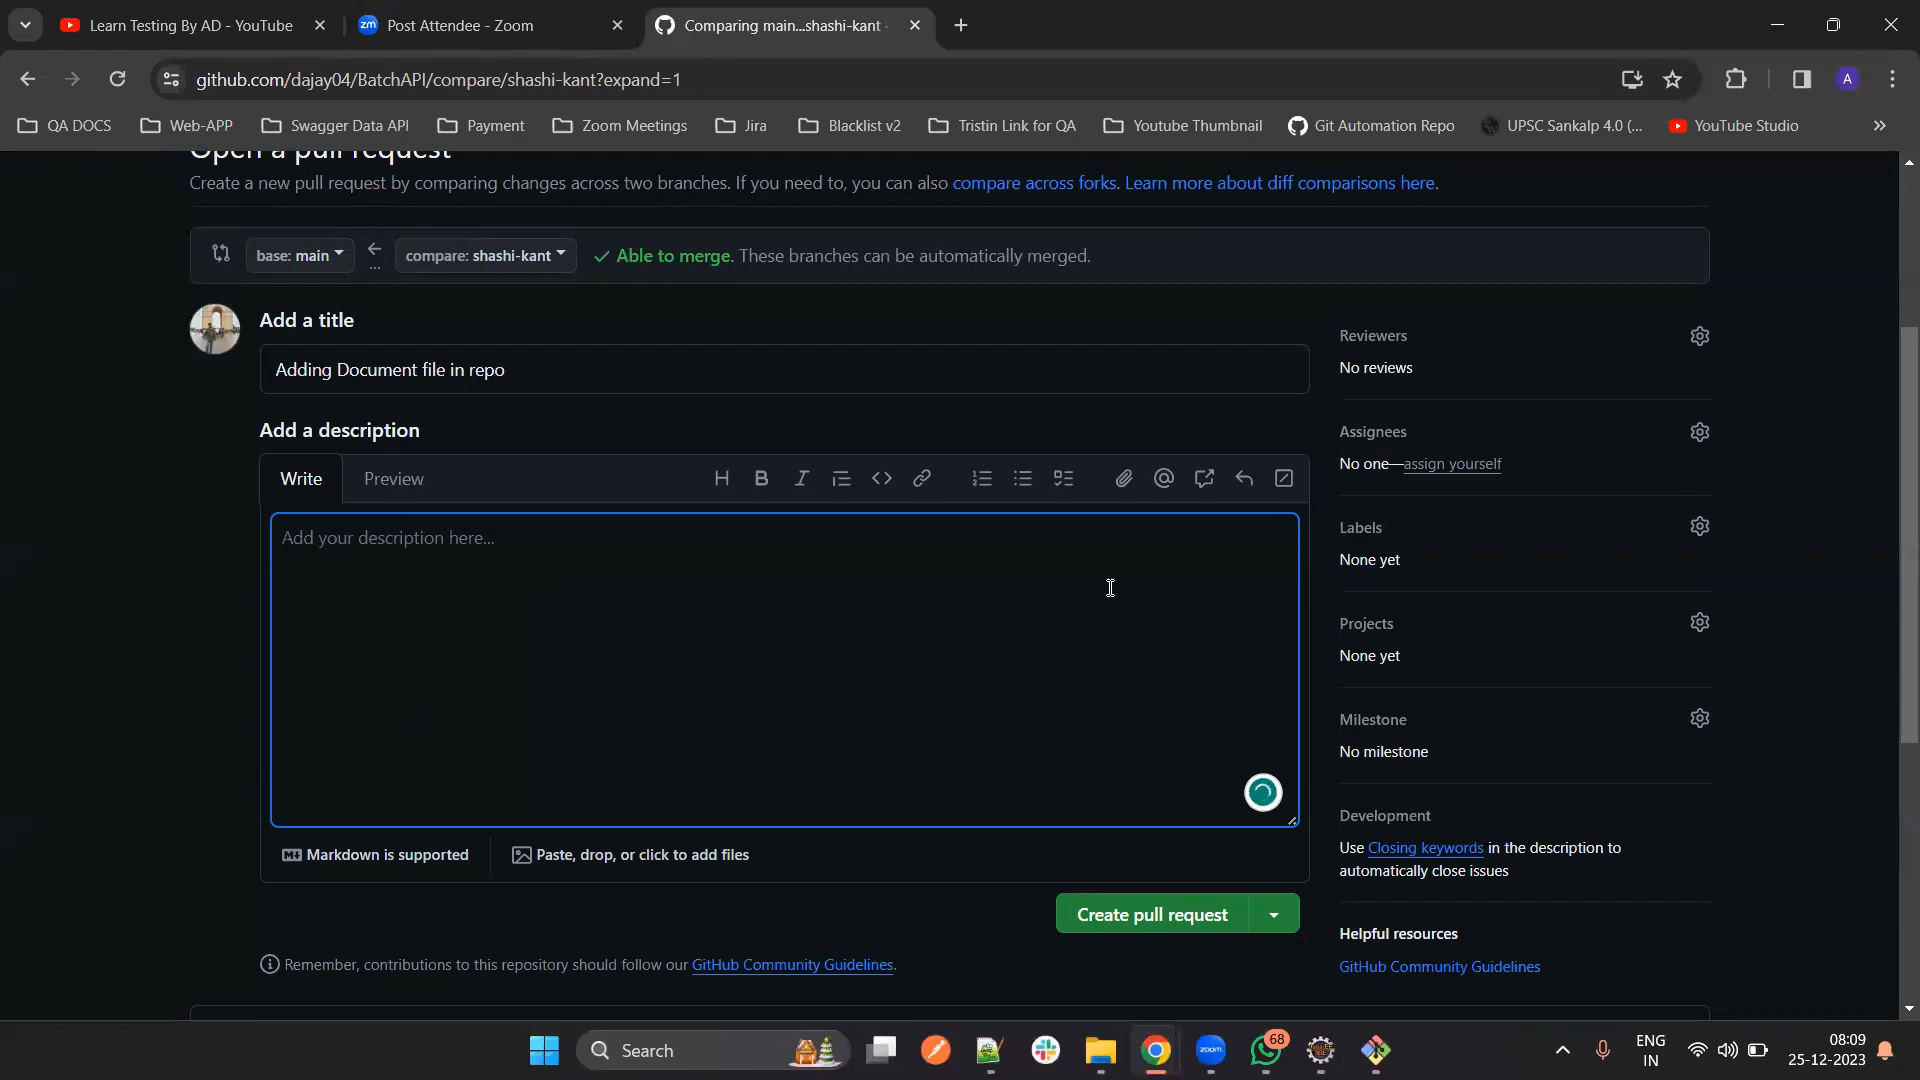 Learn Testing By AD - YouTube
zm Post Attendee - Zoom
Comparing main...shashi-kant ·
github.com/dajay04/BatchAPI/compare/shashi-kant?expand=1
A
QA DOCS
Web-APP
Swagger Data API
Payment
Zoom Meetings
Jira
Blacklist v2
Tristin Link for QA
Youtube Thumbnail
Git Automation Repo
UPSC Sankalp 4.0 (...
YouTube Studio
Open a pull request
Create a new pull request by comparing changes across two branches. If you need to, you can also compare across forks. Learn more about diff comparisons here.
base: main
compare: shashi-kant
Able to merge. These branches can be automatically merged.
Add a title
Adding Document file in repo
Add a description
Write
Preview
Add your description here...
Markdown is supported
Paste, drop, or click to add files
Create pull request
Remember, contributions to this repository should follow our GitHub Community Guidelines.
Reviewers
No reviews
Assignees
No one—assign yourself
Labels
None yet
Projects
None yet
Milestone
No milestone
Development
Use Closing keywords in the description to
automatically close issues
Helpful resources
GitHub Community Guidelines
Search
zoom
68
ENG
IN
08:09
25-12-2023